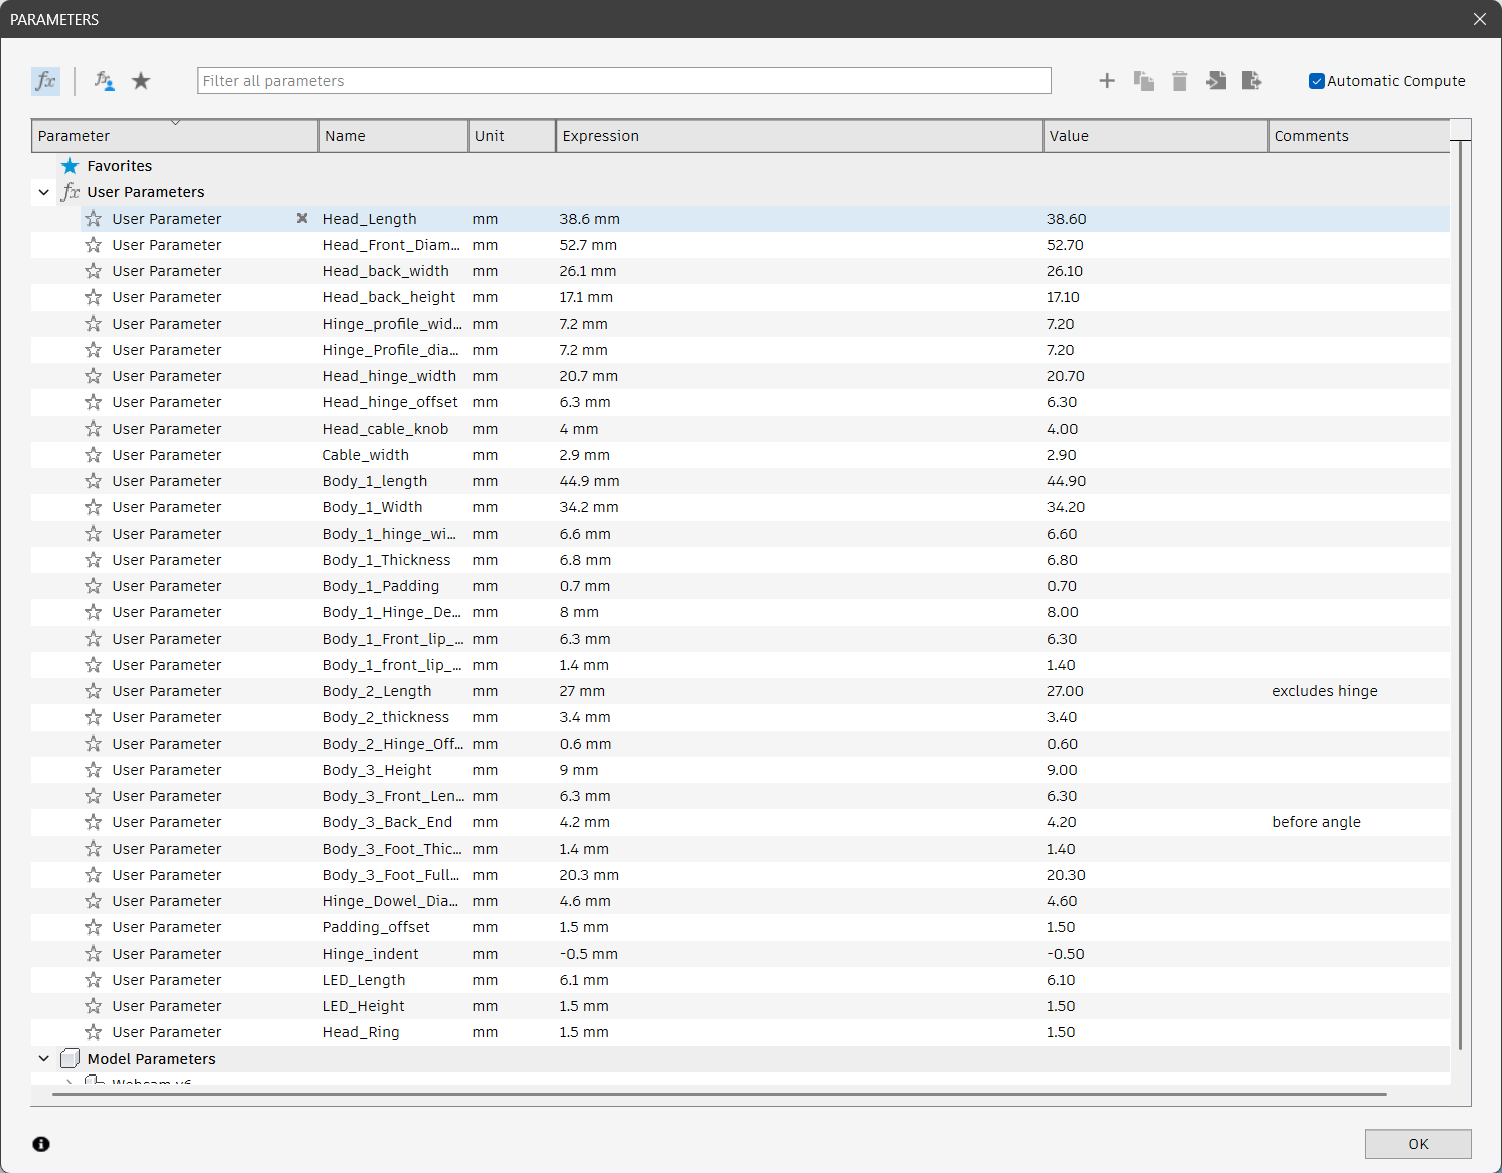 PARAMETERS
fx fx Filter all parameters Automatic Compute
Parameter Name Unit Expression Value Comments
Favorites
fx User Parameters
User Parameter Head_Length mm 38.6 mm 38.60
User Parameter Head_Front_Diam... mm 52.7 mm 52.70
User Parameter Head_back_width mm 26.1 mm 26.10
User Parameter Head_back_height mm 17.1 mm 17.10
User Parameter Hinge_profile_wid... mm 7.2 mm 7.20
User Parameter Hinge_Profile_dia... mm 7.2 mm 7.20
User Parameter Head_hinge_width mm 20.7 mm 20.70
User Parameter Head_hinge_offset mm 6.3 mm 6.30
User Parameter Head_cable_knob mm 4 mm 4.00
User Parameter Cable_width mm 2.9 mm 2.90
User Parameter Body_1_length mm 44.9 mm 44.90
User Parameter Body_1_Width mm 34.2 mm 34.20
User Parameter Body_1_hinge_wi... mm 6.6 mm 6.60
User Parameter Body_1_Thickness mm 6.8 mm 6.80
User Parameter Body_1_Padding mm 0.7 mm 0.70
User Parameter Body_1_Hinge_De... mm 8 mm 8.00
User Parameter Body_1_Front_lip_... mm 6.3 mm 6.30
User Parameter Body_1_front_lip_... mm 1.4 mm 1.40
User Parameter Body_2_Length mm 27 mm 27.00 excludes hinge
User Parameter Body_2_thickness mm 3.4 mm 3.40
User Parameter Body_2_Hinge_Off... mm 0.6 mm 0.60
User Parameter Body_3_Height mm 9 mm 9.00
User Parameter Body_3_Front_Len... mm 6.3 mm 6.30
User Parameter Body_3_Back_End mm 4.2 mm 4.20 before angle
User Parameter Body_3_Foot_Thic... mm 1.4 mm 1.40
User Parameter Body_3_Foot_Full... mm 20.3 mm 20.30
User Parameter Hinge_Dowel_Dia... mm 4.6 mm 4.60
User Parameter Padding_offset mm 1.5 mm 1.50
User Parameter Hinge_indent mm -0.5 mm -0.50
User Parameter LED_Length mm 6.1 mm 6.10
User Parameter LED_Height mm 1.5 mm 1.50
User Parameter Head_Ring mm 1.5 mm 1.50
Model Parameters
Webcam v6
OK